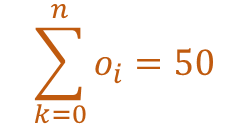 n
∑ oᵢ = 50
k=0